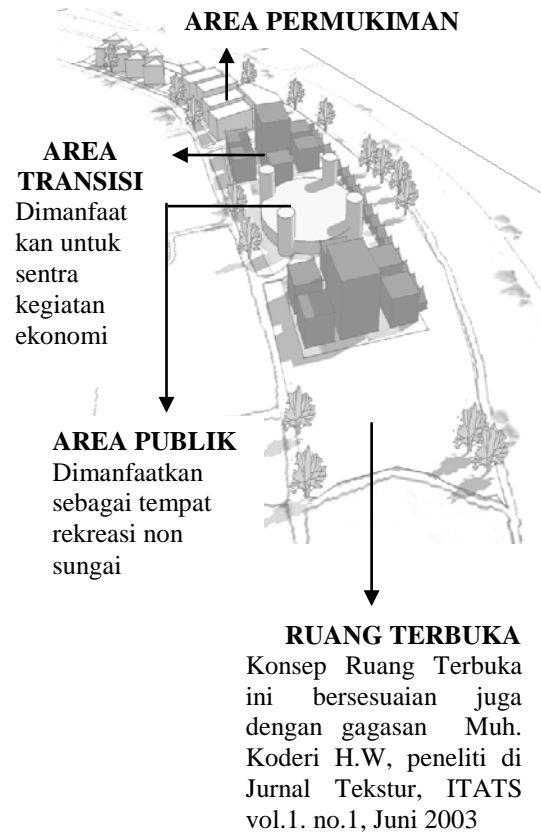 AREA PERMUKIMAN
AREA
TRANSISI
Dimanfaat
kan untuk
sentra
kegiatan
ekonomi
AREA PUBLIK
Dimanfaatkan
sebagai tempat
rekreasi non
sungai
RUANG TERBUKA
Konsep Ruang Terbuka
ini bersesuaian juga
dengan gagasan Muh.
Koderi H.W, peneliti di
Jurnal Tekstur, ITATS
vol.1. no.1, Juni 2003